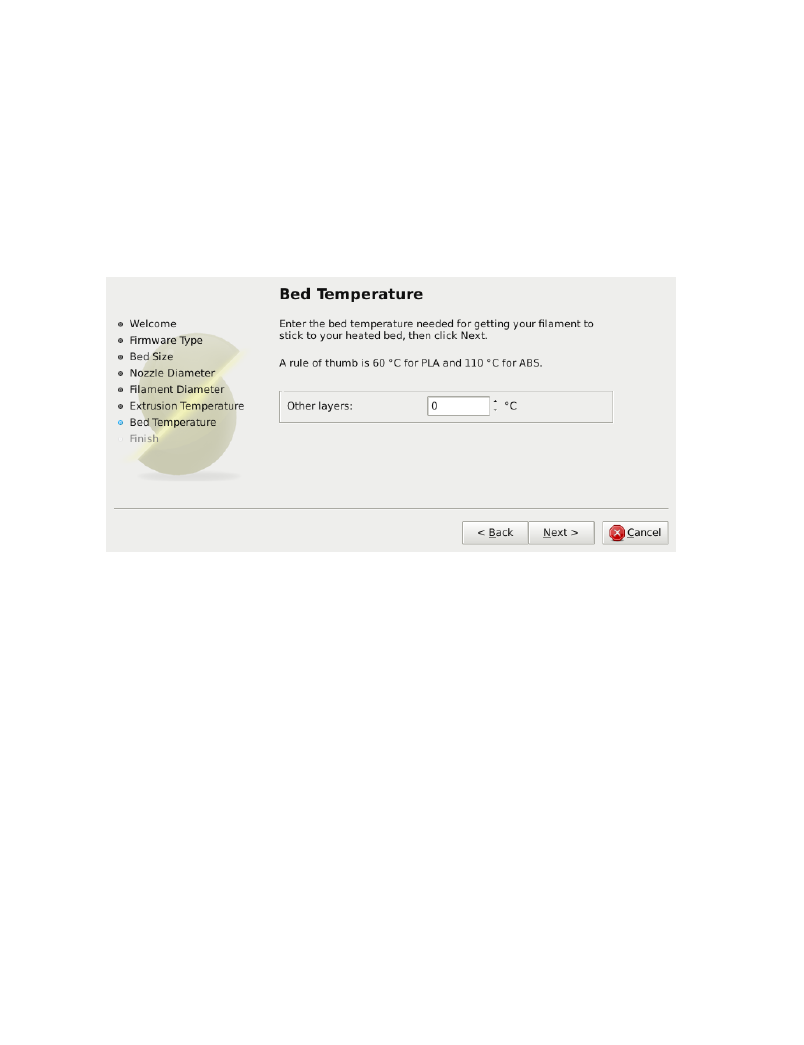 Bed Temperature
Welcome
Firmware Type
Bed Size
Nozzle Diameter
Filament Diameter
Extrusion Temperature
Bed Temperature
Finish
Enter the bed temperature needed for getting your filament to
stick to your heated bed, then click Next.
A rule of thumb is 60 °C for PLA and 110 °C for ABS.
Other layers: 0 °C
< Back Next > Cancel